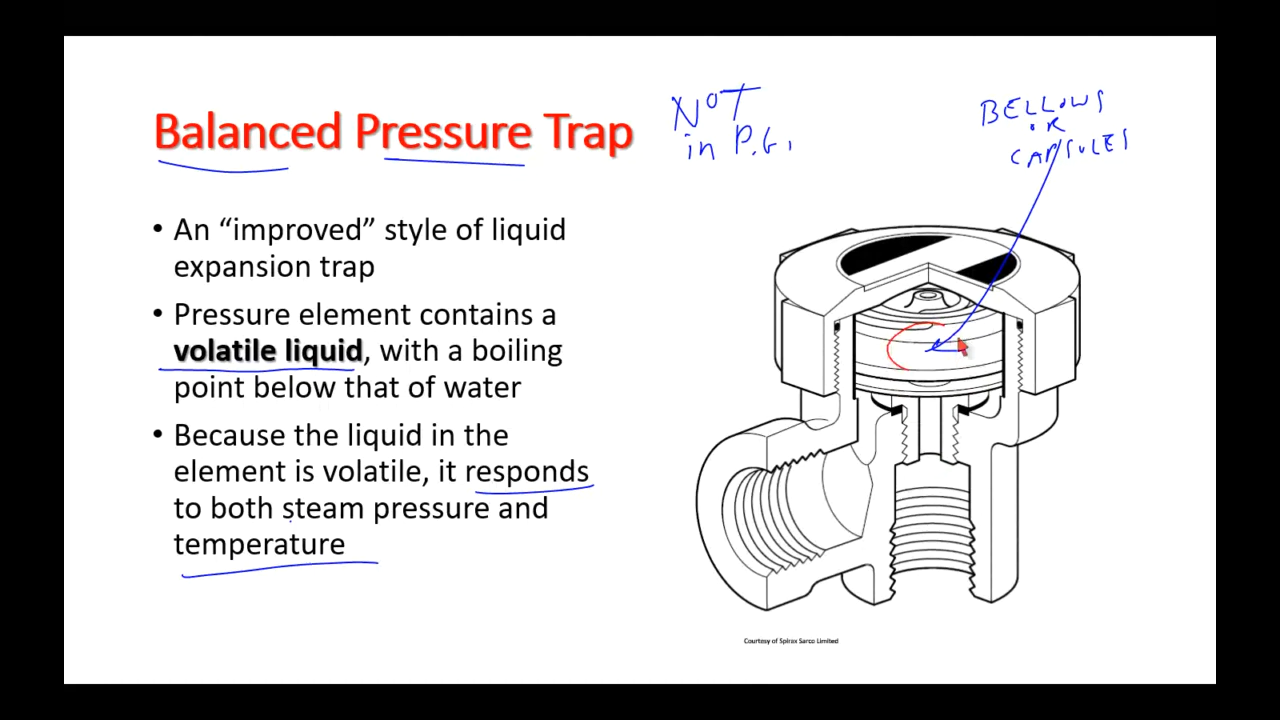 Balanced Pressure Trap
NOT
in P.G.
BELLOWS
OR
CAPSULES
• An “improved” style of liquid
expansion trap
• Pressure element contains a
volatile liquid, with a boiling
point below that of water
• Because the liquid in the
element is volatile, it responds
to both steam pressure and
temperature
Courtesy of Spirax Sarco Limited